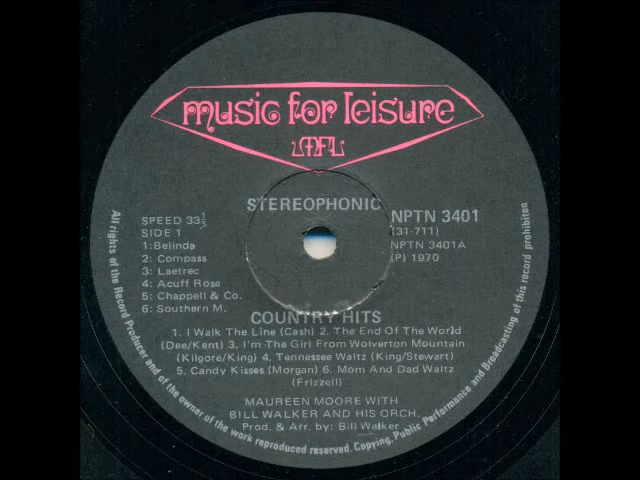 music for leisure
MFL
STEREOPHONIC
SPEED 33⅓
SIDE 1
1:Belinda
2: Compass
3: Laetrec
4: Acuff Rose
5: Chappell & Co.
6: Southern M.
NPTN 3401
(31-711)
NPTN 3401A
(P) 1970
COUNTRY HITS
1. I Walk The Line (Cash) 2. The End Of The World
(Dee/Kent) 3. I'm The Girl From Wolverton Mountain
(Kilgore/King) 4. Tennessee Waltz (King/Stewart)
5. Candy Kisses (Morgan) 6. Mom And Dad Waltz
(Frizzell)
MAUREEN MOORE WITH
BILL WALKER AND HIS ORCH.
Prod. & Arr. by: Bill Walker
All rights of the Record Producer and of the owner of the work reproduced reserved. Copying, Public Performance and Broadcasting of this record prohibited